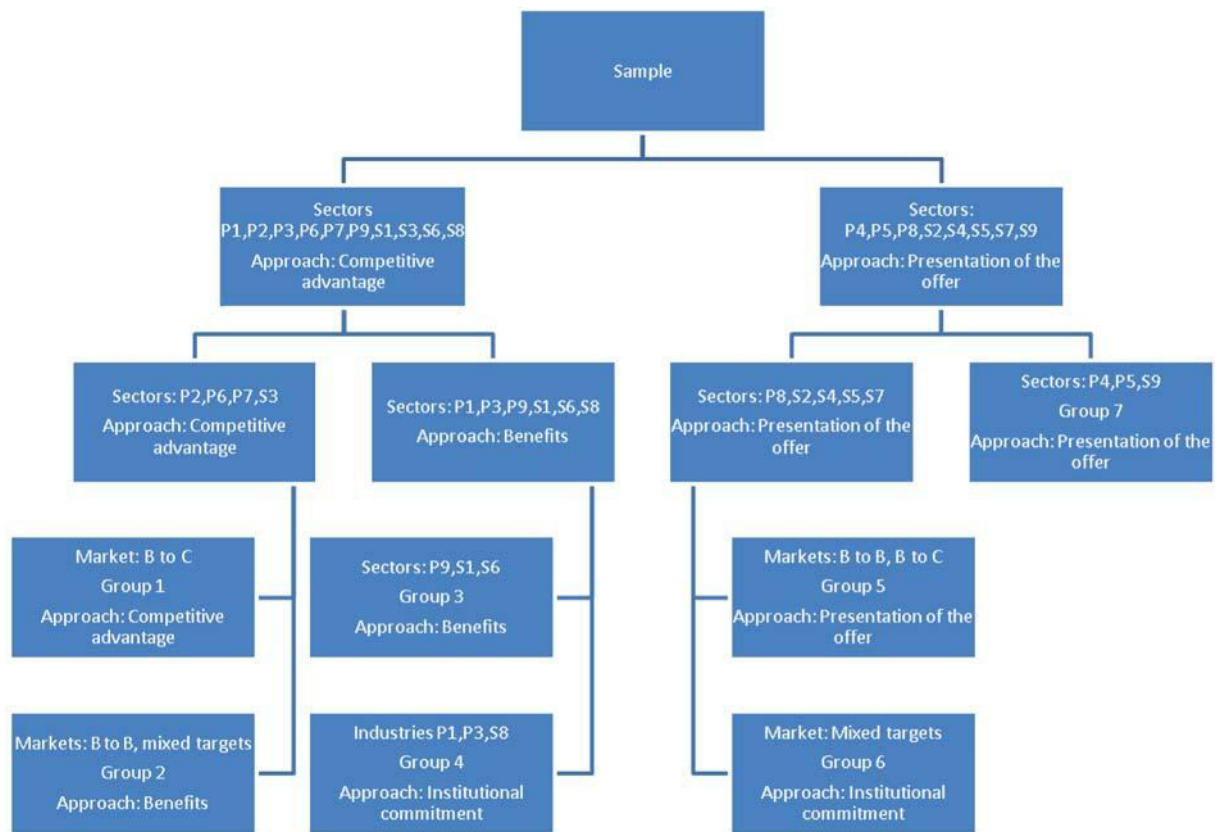 Sample
Sectors
P1,P2,P3,P6,P7,P9,S1,S3,S6,S8
Approach: Competitive
advantage
Sectors:
P4,P5,P8,S2,S4,S5,S7,S9
Approach: Presentation of the
offer
Sectors: P2,P6,P7,S3
Approach: Competitive
advantage
Sectors: P1,P3,P9,S1,S6,S8
Approach: Benefits
Sectors: P8,S2,S4,S5,S7
Approach: Presentation of the
offer
Sectors: P4,P5,S9
Group 7
Approach: Presentation of the
offer
Market: B to C
Group 1
Approach: Competitive
advantage
Sectors: P9,S1,S6
Group 3
Approach: Benefits
Markets: B to B, B to C
Group 5
Approach: Presentation of the
offer
Markets: B to B, mixed targets
Group 2
Approach: Benefits
Industries P1,P3,S8
Group 4
Approach: Institutional
commitment
Market: Mixed targets
Group 6
Approach: Institutional
commitment